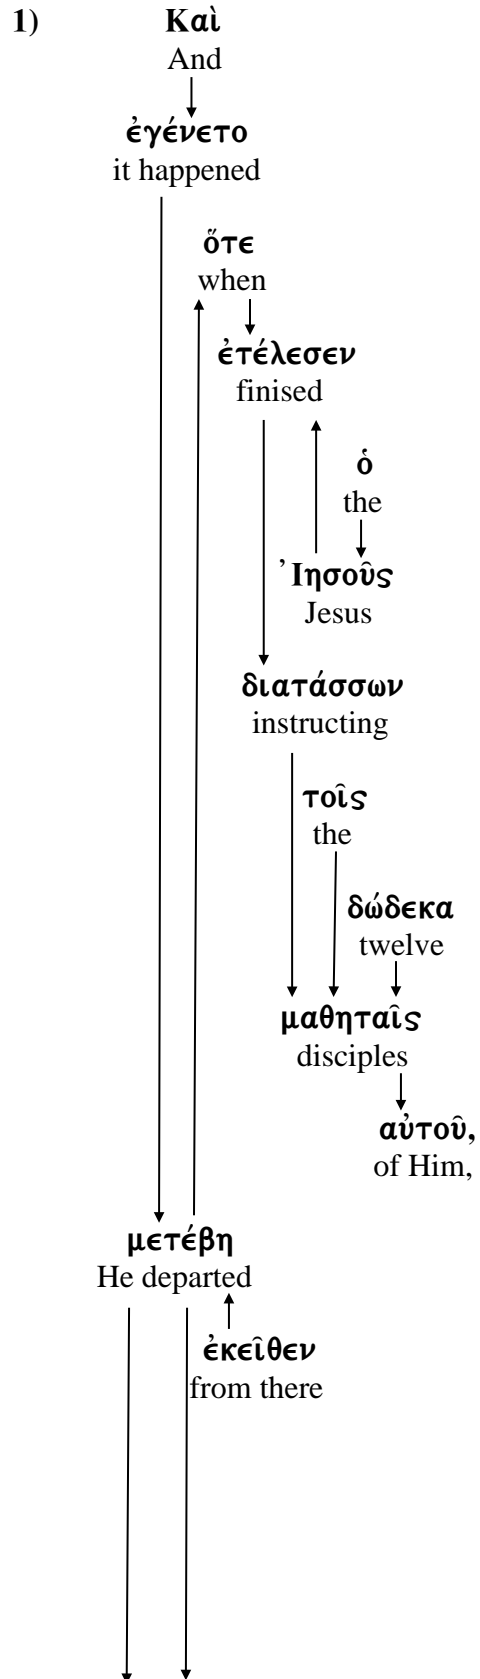 1)
Καὶ
And
ἐγένετο
it happened
ὅτε
when
ἐτέλεσεν
finised
ὁ
the
Ἰησοῦς
Jesus
διατάσσων
instructing
τοῖς
the
δώδεκα
twelve
μαθηταῖς
disciples
αὐτοῦ,
of Him,
μετέβη
He departed
ἐκεῖθεν
from there